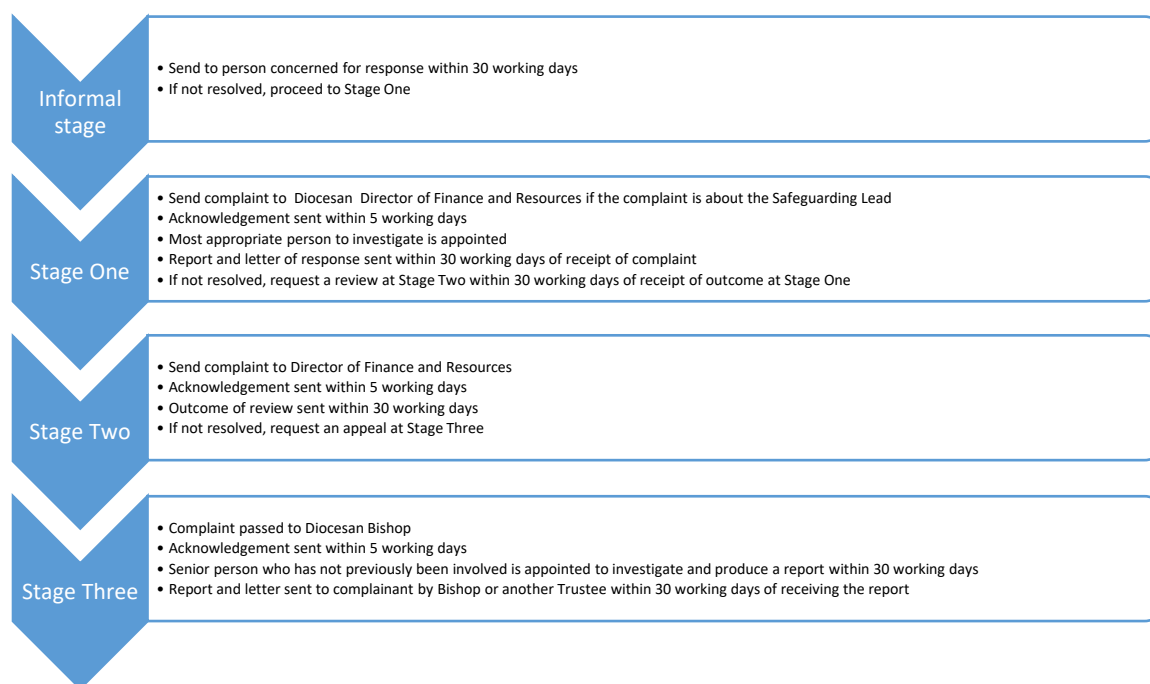 Informal
stage
• Send to person concerned for response within 30 working days
• If not resolved, proceed to Stage One
Stage One
• Send complaint to  Diocesan  Director of Finance and Resources if the complaint is about the Safeguarding Lead
• Acknowledgement sent within 5 working days
• Most appropriate person to investigate is appointed
• Report and letter of response sent within 30 working days of receipt of complaint
• If not resolved, request a review at Stage Two within 30 working days of receipt of outcome at Stage One
Stage Two
• Send complaint to Director of Finance and Resources
• Acknowledgement sent within 5 working days
• Outcome of review sent within 30 working days
• If not resolved, request an appeal at Stage Three
Stage Three
• Complaint passed to Diocesan Bishop
• Acknowledgement sent within 5 working days
• Senior person who has not previously been involved is appointed to investigate and produce a report within 30 working days
• Report and letter sent to complainant by Bishop or another Trustee within 30 working days of receiving the report